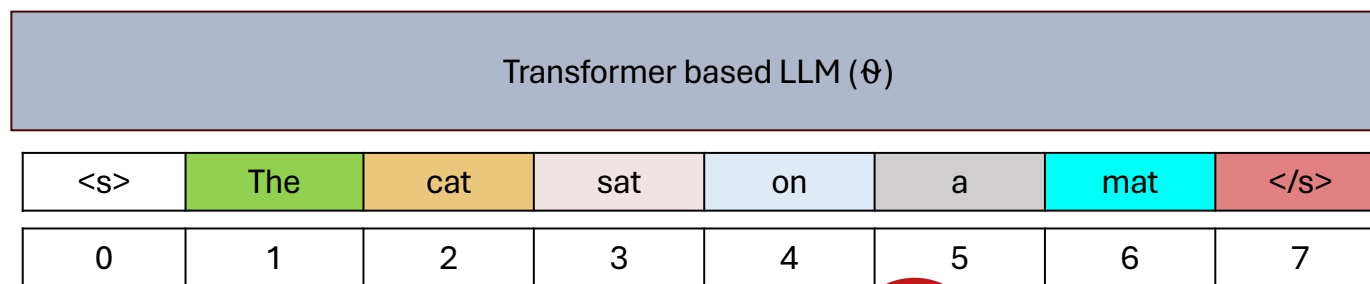 Transformer based LLM (ϑ)
<s> The cat sat on a mat </s>
0 1 2 3 4 5 6 7